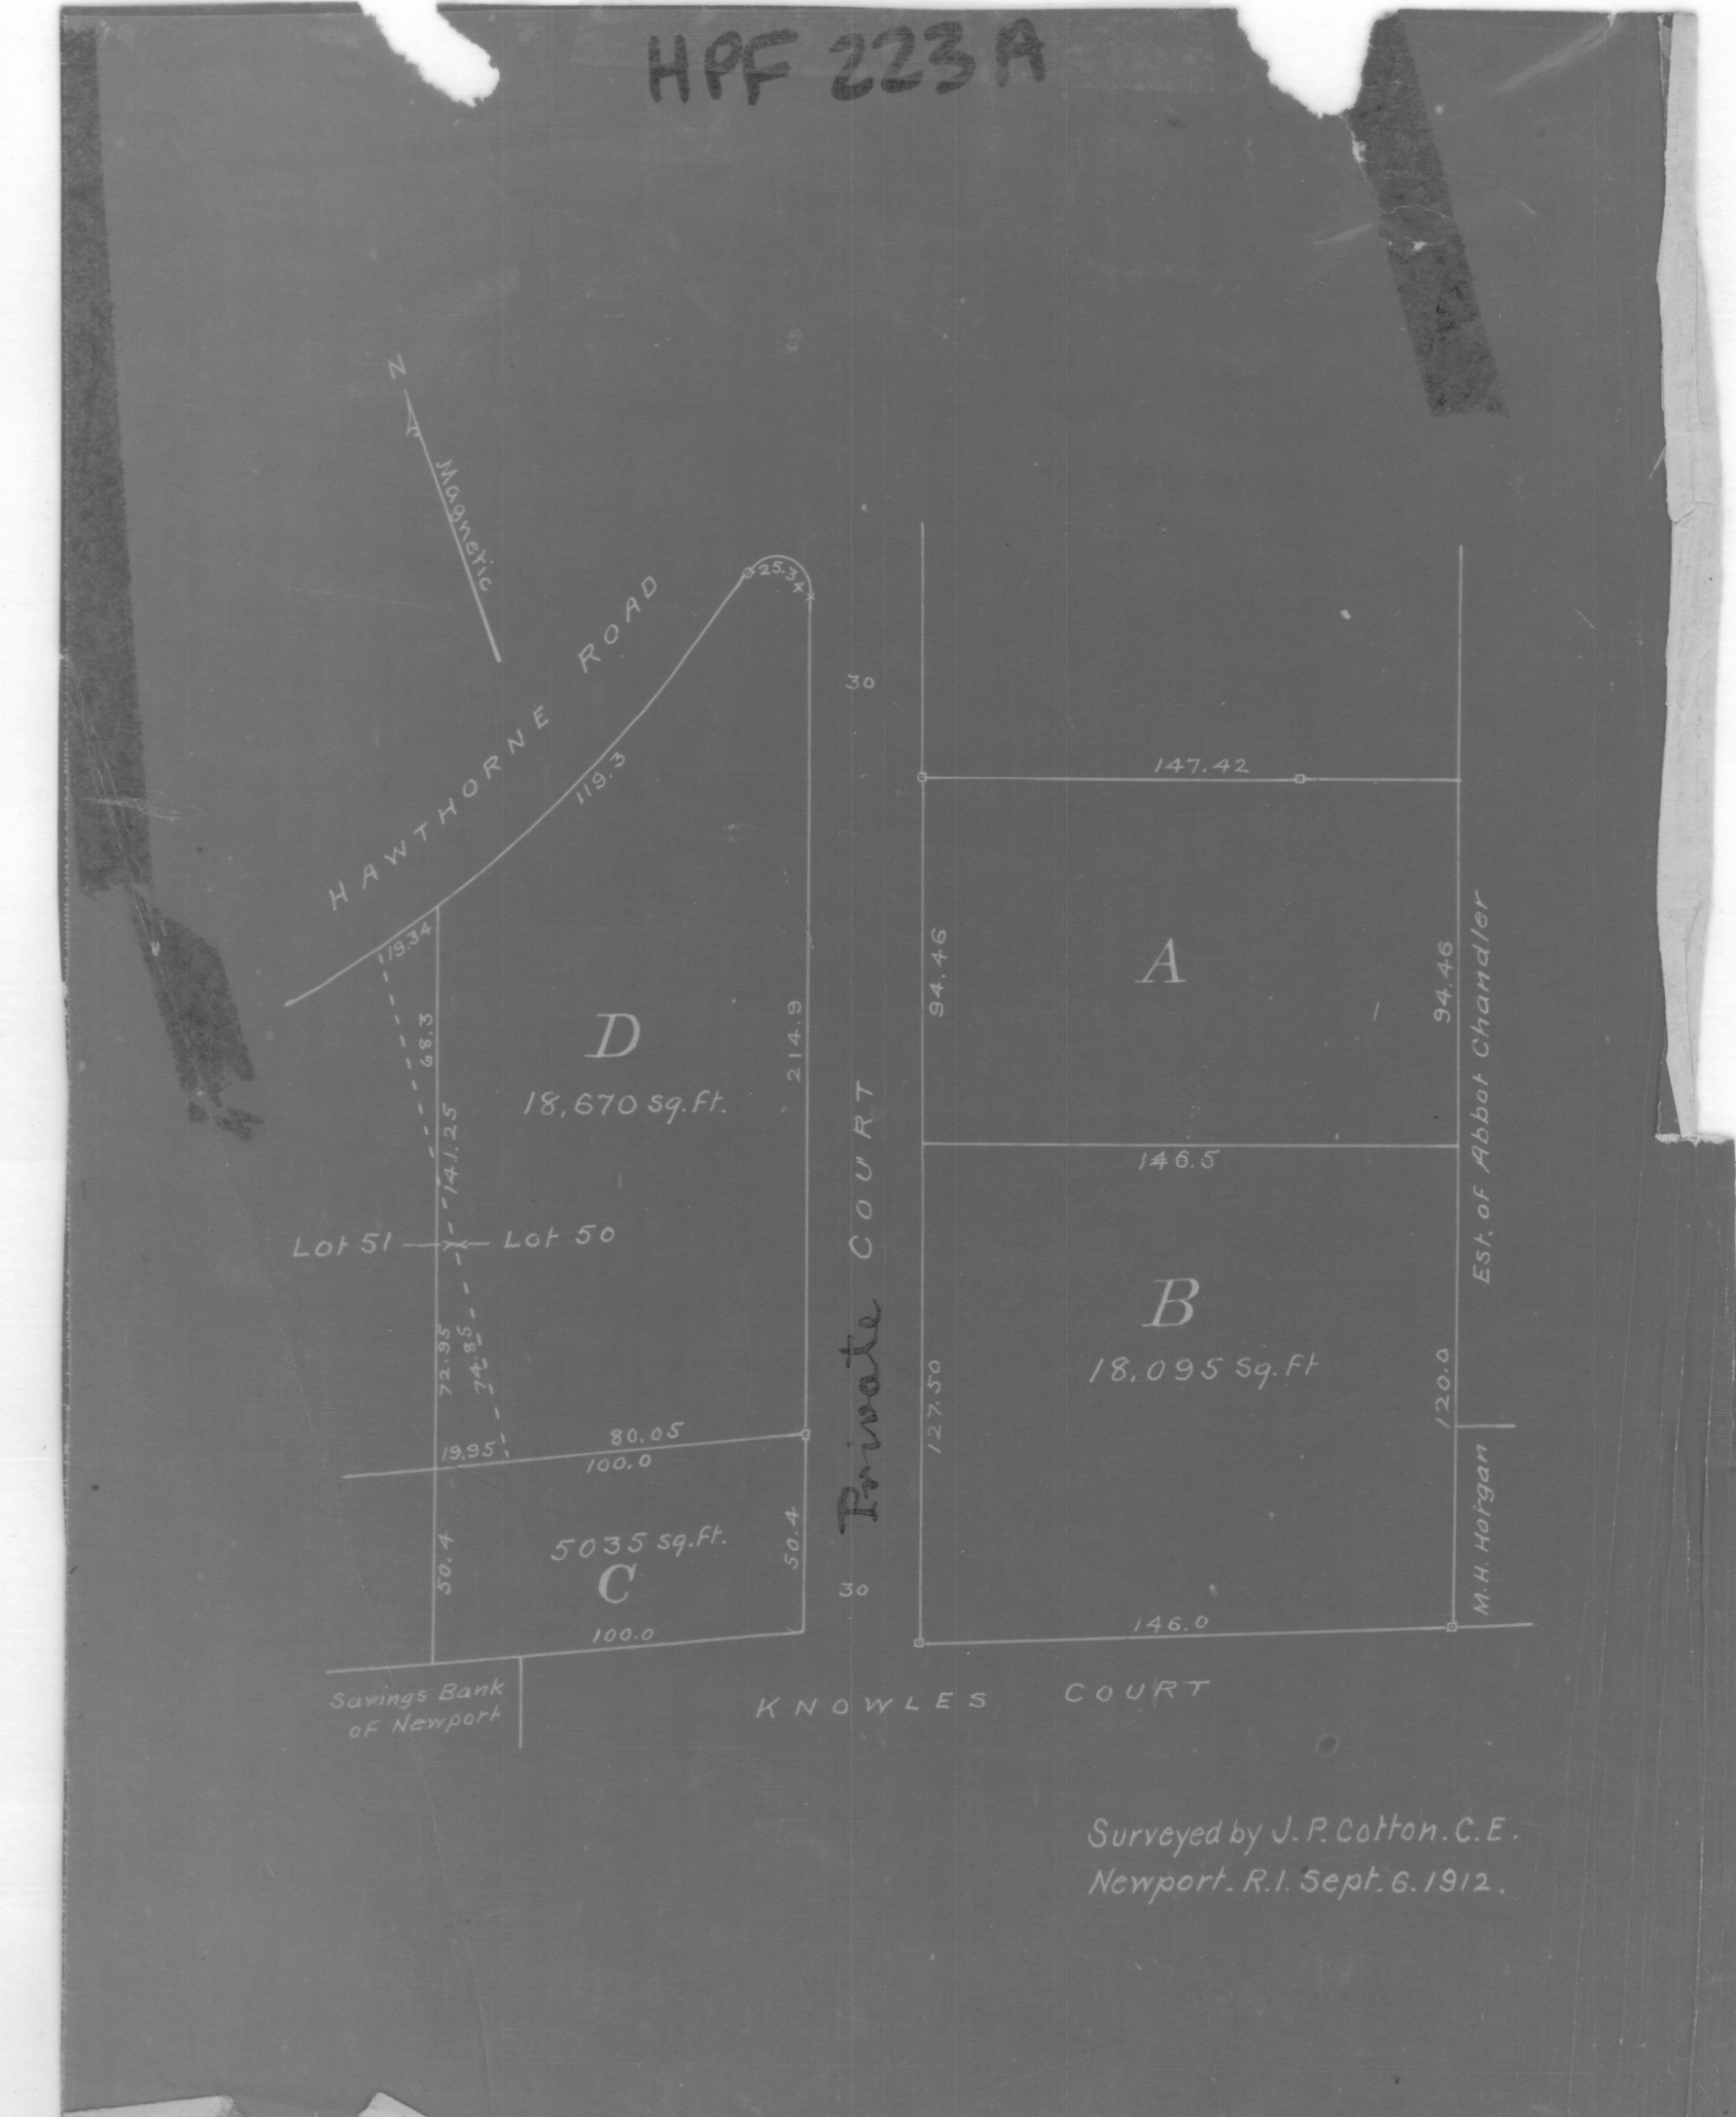 HPF 223A
N
Magnetic
HAWTHORNE ROAD
25.34
30
119.3
147.42
19.34
68.3
D
18,670 sq.ft.
214.9
94.46
A
94.46
Est. of Abbot Chandler
141.25
146.5
Lot 51
Lot 50
Private COURT
B
18,095 Sq.ft
72.95
74.85
127.50
120.0
19.95
80.05
100.0
50.4
5035 sq.ft.
C
50.4
30
M.H. Horgan
100.0
146.0
Savings Bank
of Newport
KNOWLES COURT
Surveyed by J. P. Cotton. C.E.
Newport. R.I. Sept. 6. 1912.